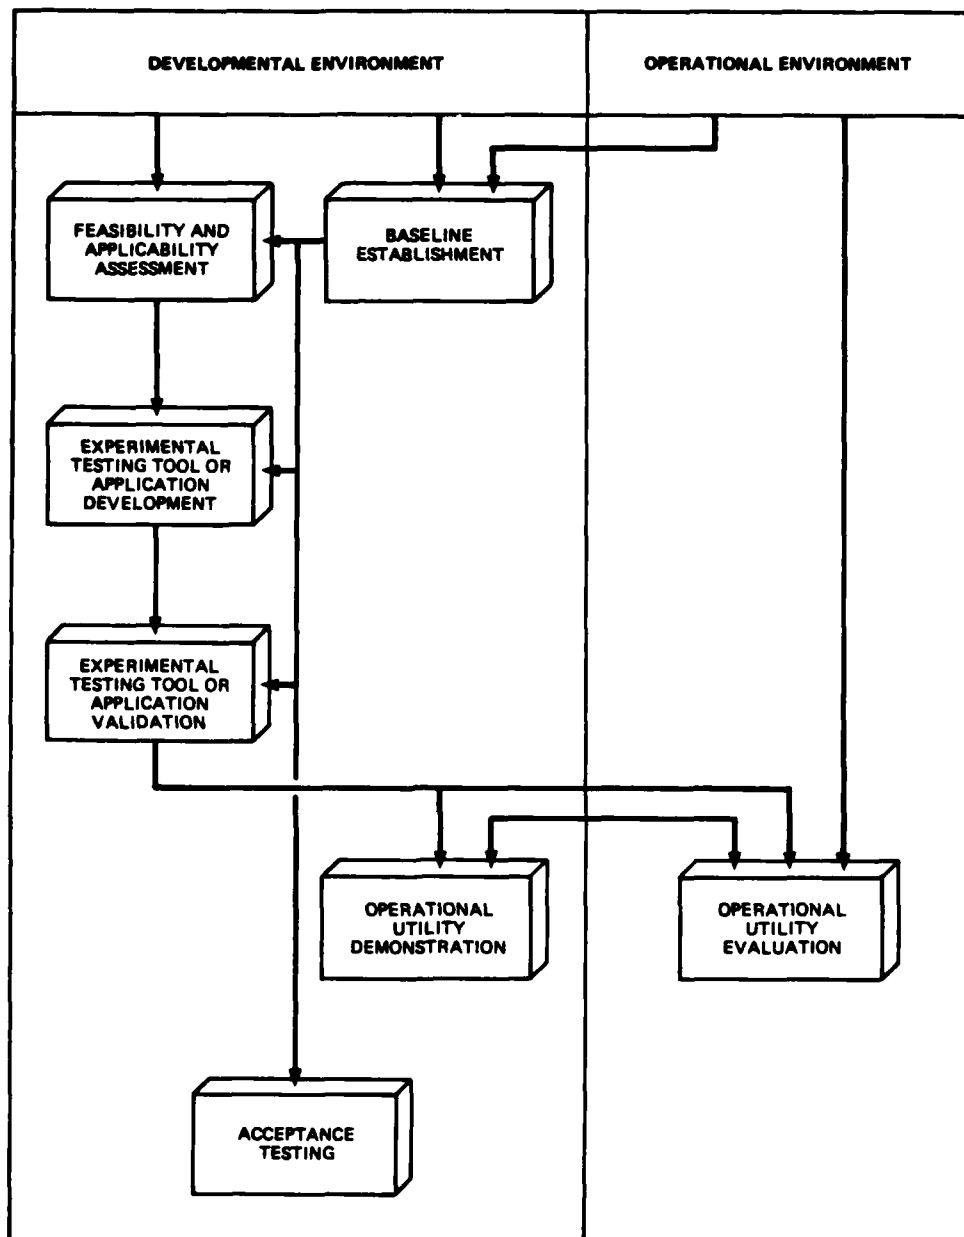 DEVELOPMENTAL ENVIRONMENT
OPERATIONAL ENVIRONMENT
FEASIBILITY AND
APPLICABILITY
ASSESSMENT
BASELINE
ESTABLISHMENT
EXPERIMENTAL
TESTING TOOL OR
APPLICATION
DEVELOPMENT
EXPERIMENTAL
TESTING TOOL OR
APPLICATION
VALIDATION
OPERATIONAL
UTILITY
DEMONSTRATION
OPERATIONAL
UTILITY
EVALUATION
ACCEPTANCE
TESTING